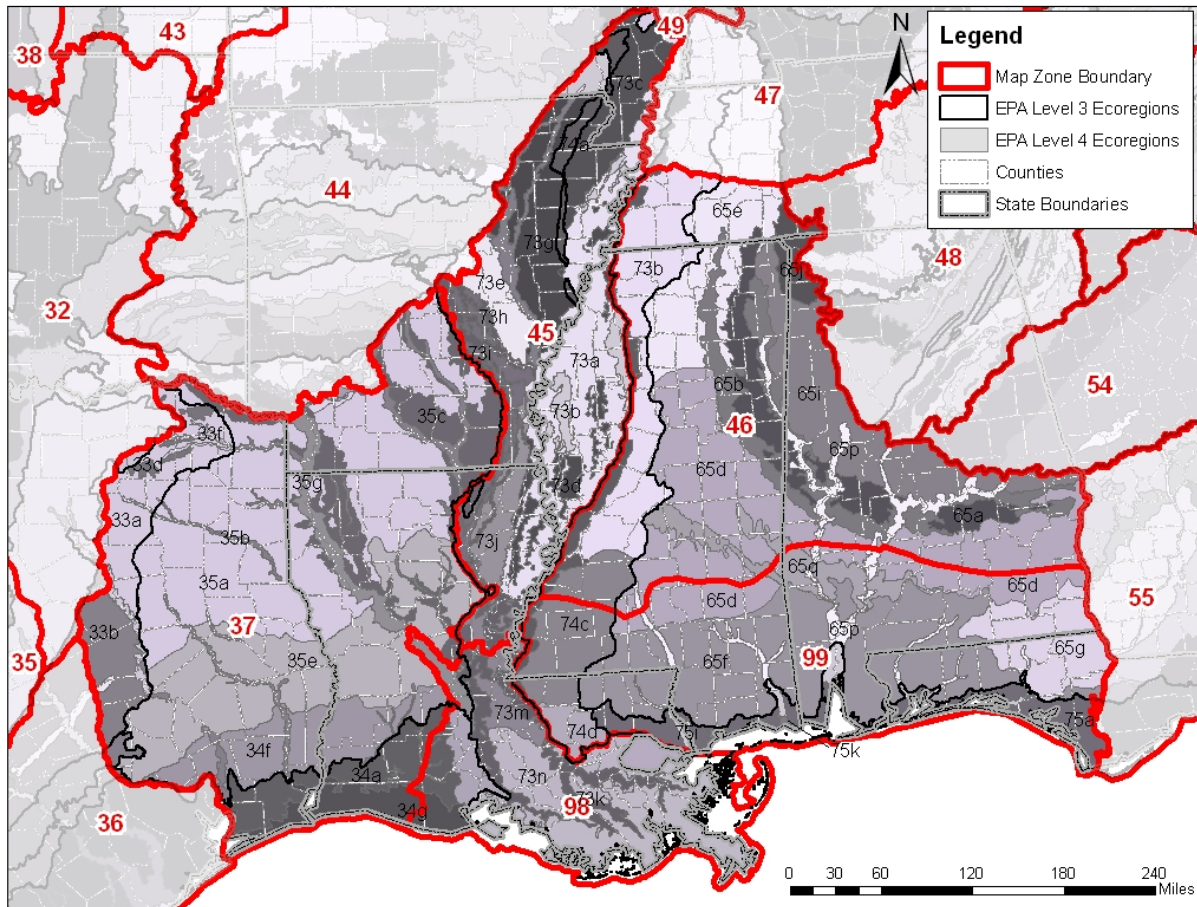 43
38
49
47
N
Legend
Map Zone Boundary
EPA Level 3 Ecoregions
EPA Level 4 Ecoregions
Counties
State Boundaries
73c
74a
44
65e
73g
73b
65j
48
32
73e
73h
45
73i
73a
54
65b
65i
35c
73b
46
33f
65p
33d
65d
35g
73d
33a
65a
35b
73j
35a
65q
65d
65d
37
74c
55
33b
65p
35e
65f
99
65g
35
73m
74d
75i
75a
34f
34a
75k
73n
36
34g
98
73k
0 30 60 120 180 240
Miles